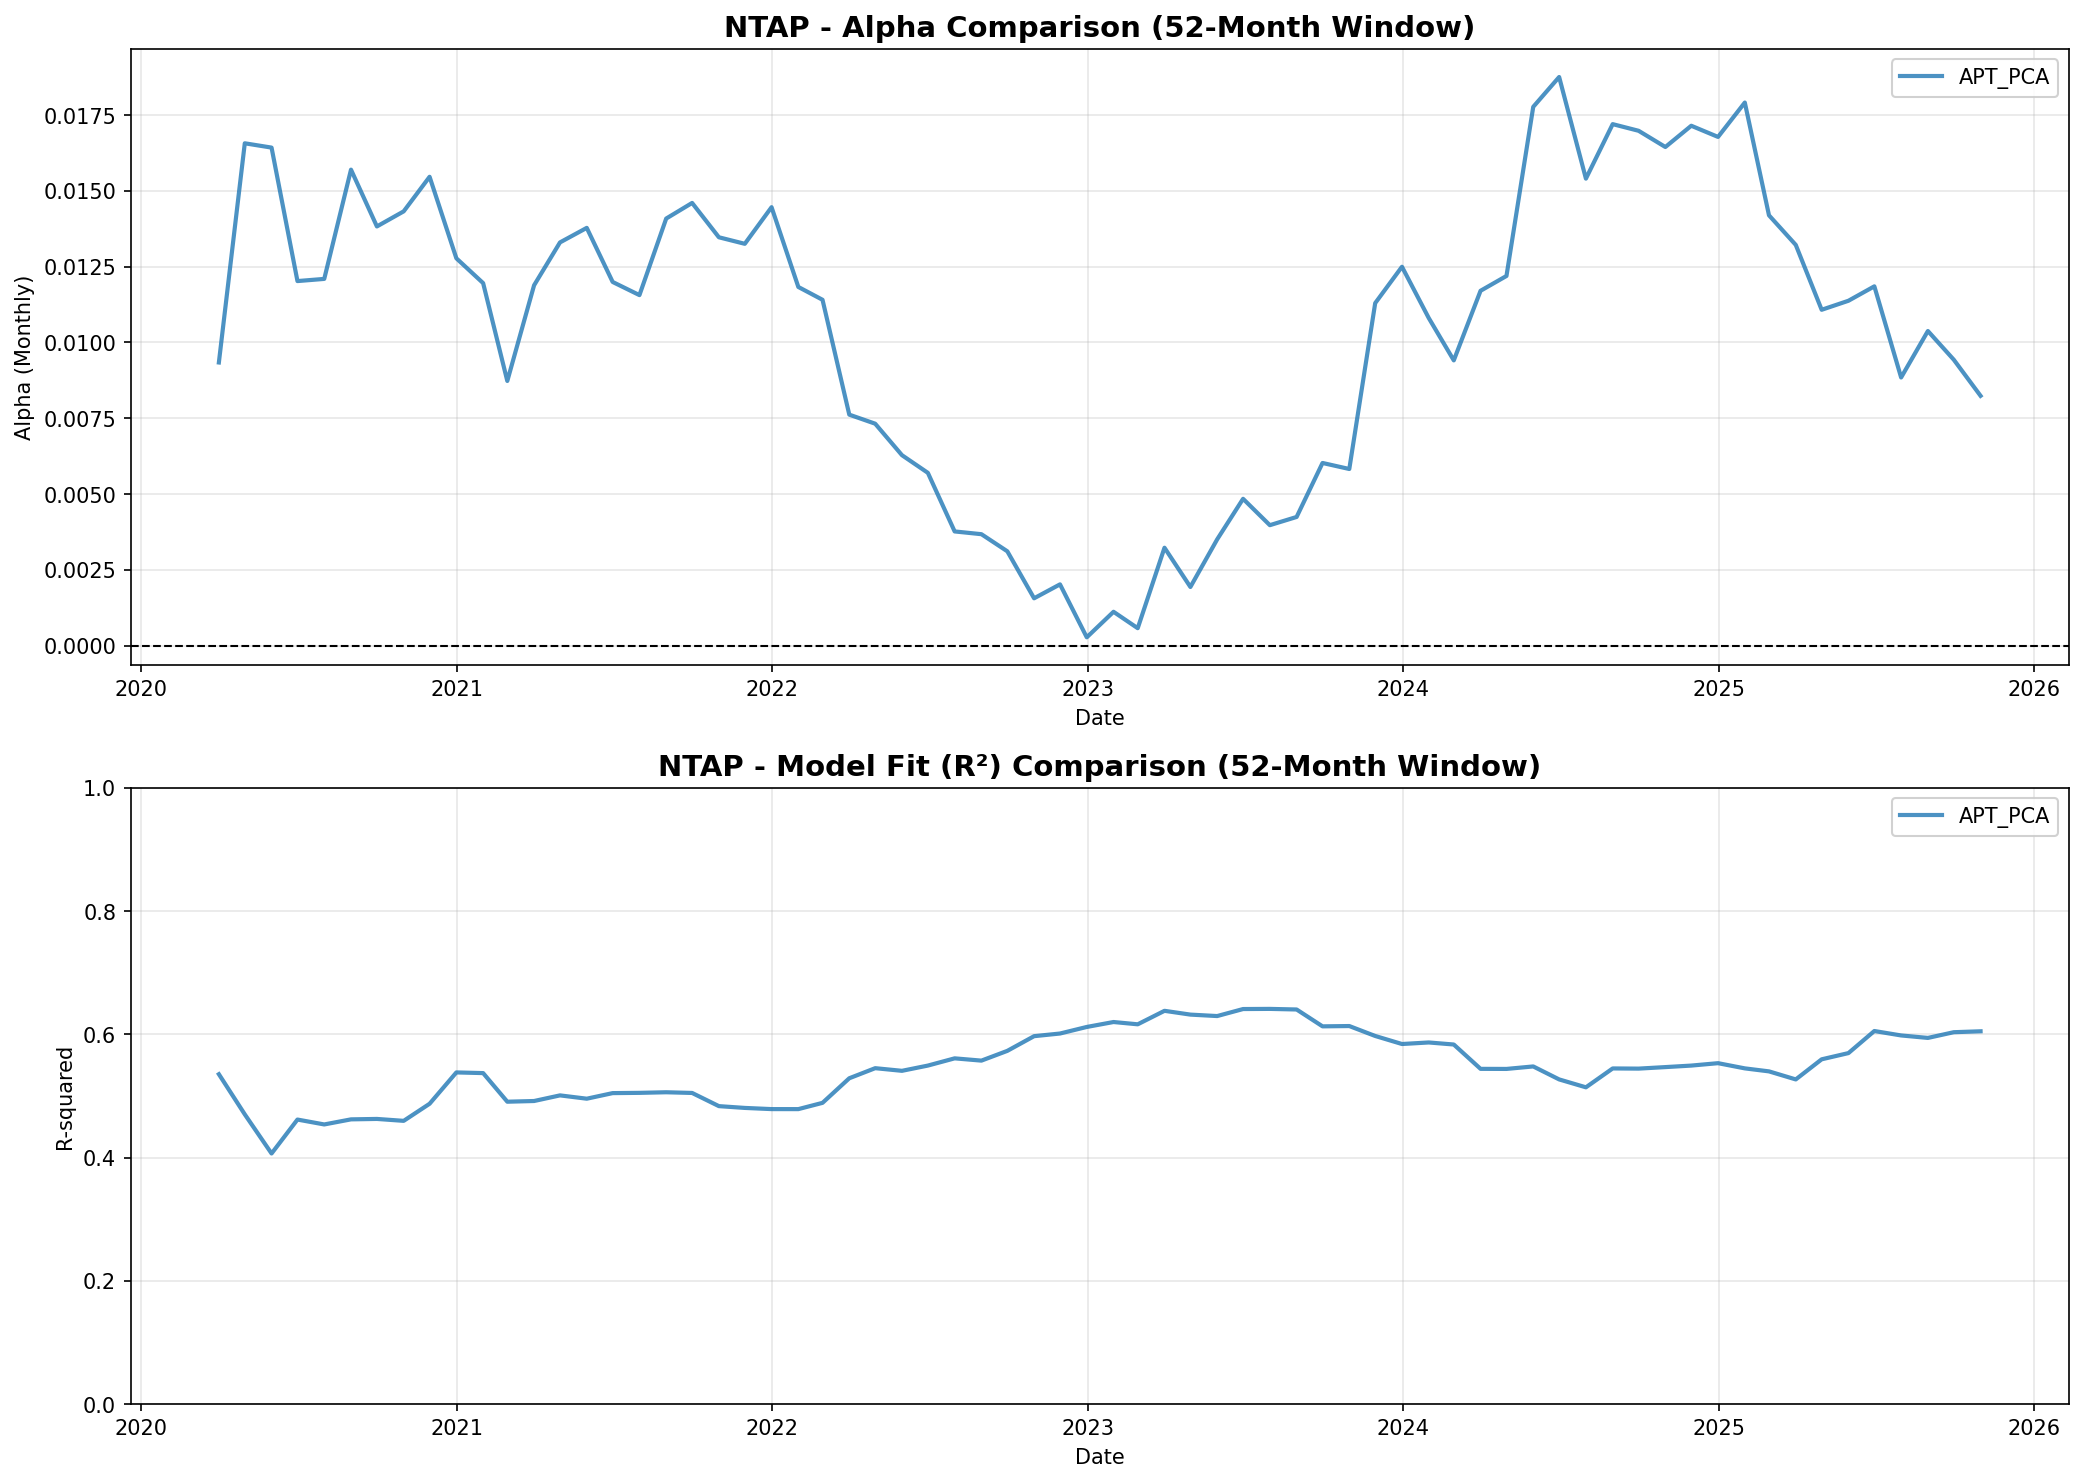 NTAP - Alpha Comparison (52-Month Window)
APT_PCA
0.0175
0.0150
0.0125
0.0100
0.0075
0.0050
0.0025
0.0000
Alpha (Monthly)
2020 2021 2022 2023 2024 2025 2026
Date
NTAP - Model Fit (R²) Comparison (52-Month Window)
APT_PCA
1.0
0.8
0.6
0.4
0.2
0.0
R-squared
2020 2021 2022 2023 2024 2025 2026
Date